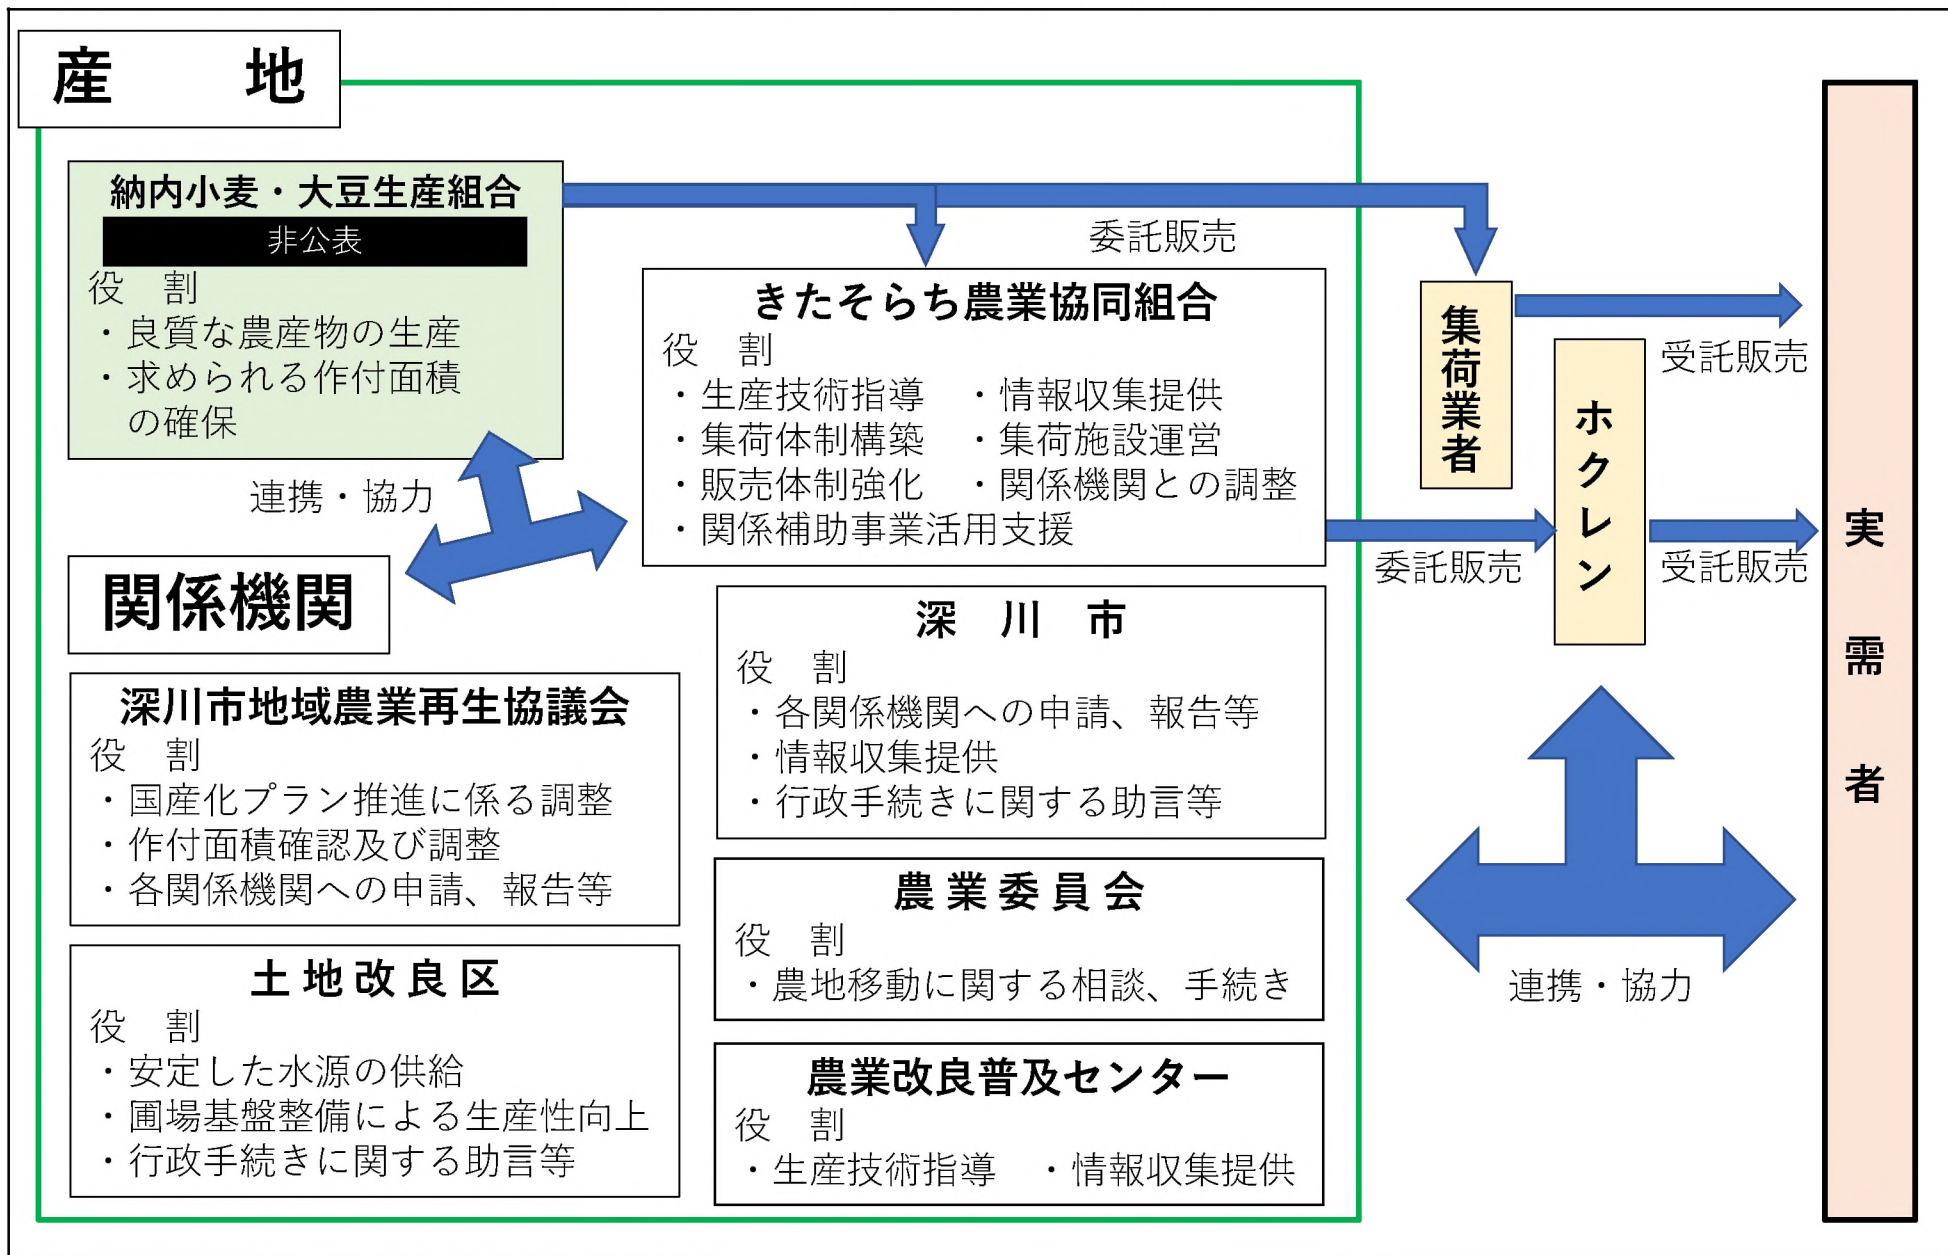 産　地
納内小麦・大豆生産組合
非公表
役　割
・良質な農産物の生産
・求められる作付面積
の確保
委託販売
きたそらち農業協同組合
役　割
・生産技術指導　・情報収集提供
・集荷体制構築　・集荷施設運営
・販売体制強化　・関係機関との調整
・関係補助事業活用支援
集荷業者
受託販売
ホクレン
委託販売
受託販売
実需者
連携・協力
関係機関
深川市地域農業再生協議会
役　割
・国産化プラン推進に係る調整
・作付面積確認及び調整
・各関係機関への申請、報告等
土地改良区
役　割
・安定した水源の供給
・圃場基盤整備による生産性向上
・行政手続きに関する助言等
深　川　市
役　割
・各関係機関への申請、報告等
・情報収集提供
・行政手続きに関する助言等
農業委員会
役　割
・農地移動に関する相談、手続き
農業改良普及センター
役　割
・生産技術指導　・情報収集提供
連携・協力